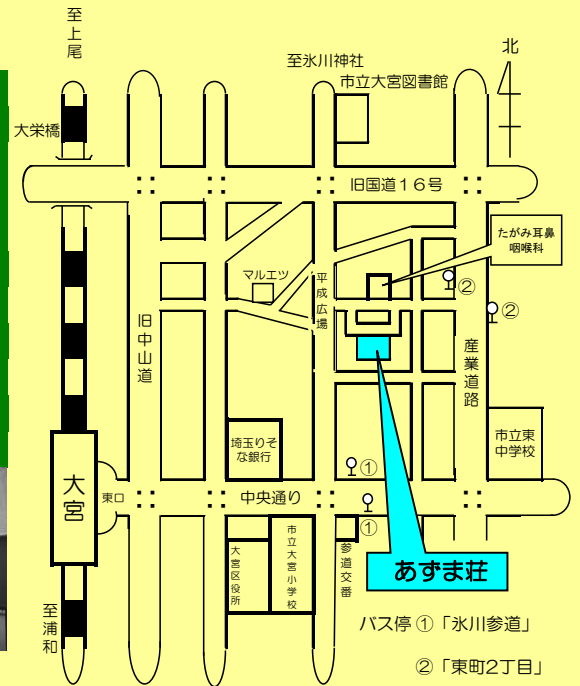 至上尾
至氷川神社
北
市立大宮図書館
大栄橋
旧国道16号
たがみ耳鼻
咽喉科
マルエツ
平成広場
②
②
旧中山道
産業道路
埼玉りそ
な銀行
①
市立東
中学校
大宮
東口
中央通り
①
大宮区役所
市立大宮小学校
参道交番
あずま荘
至浦和
バス停 ① 「氷川参道」
② 「東町2丁目」